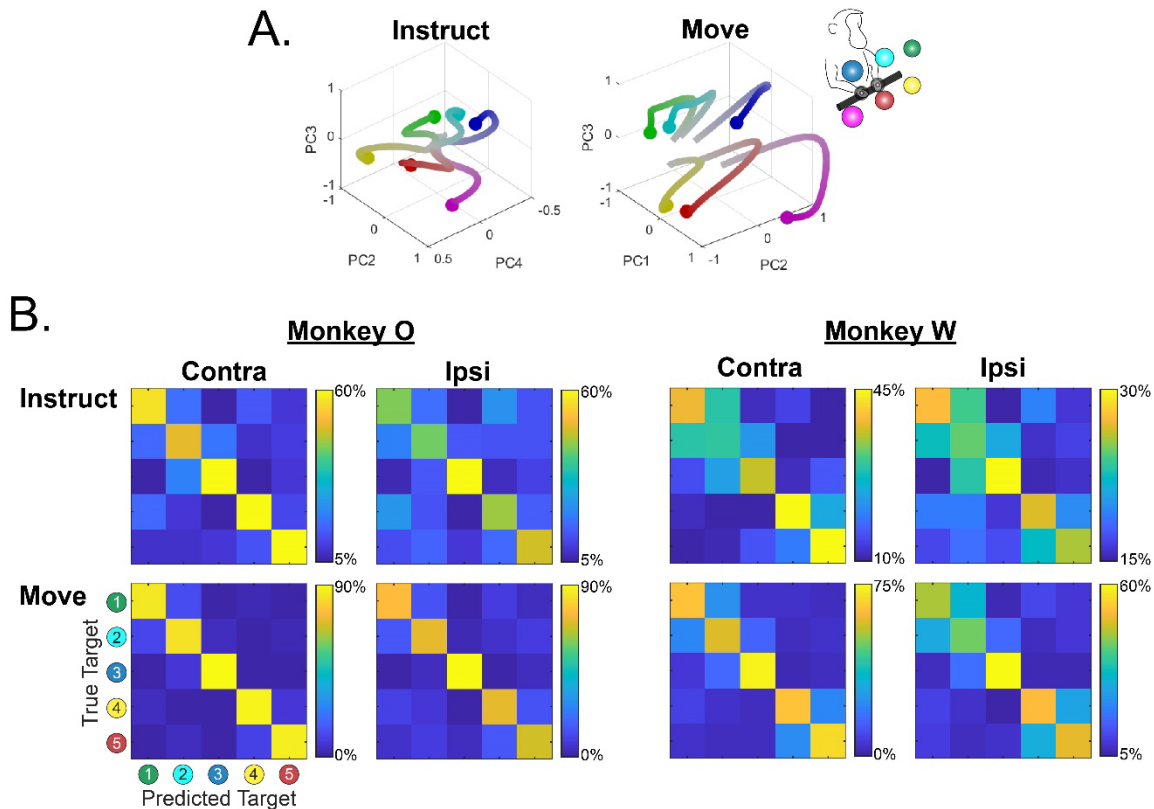 A.
Instruct
Move
1
0
-1
-1
0
1
0.5
0
-0.5
PC3
PC2
PC4
1
0
-1
-1
0
1
-1
0
1
PC3
PC1
PC2
B.
Monkey O
Monkey W
Contra
Ipsi
Contra
Ipsi
Instruct
60%
5%
60%
5%
45%
10%
30%
15%
Move
90%
0%
90%
0%
75%
0%
60%
5%
True Target
1
2
3
4
5
1 2 3 4 5
Predicted Target